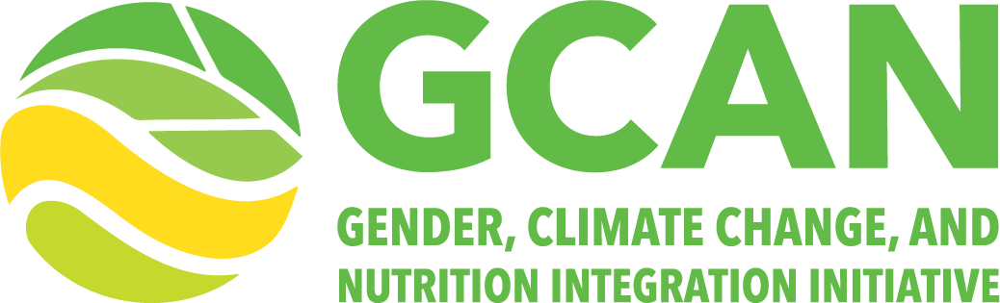 GCAN
GENDER, CLIMATE CHANGE, AND
NUTRITION INTEGRATION INITIATIVE